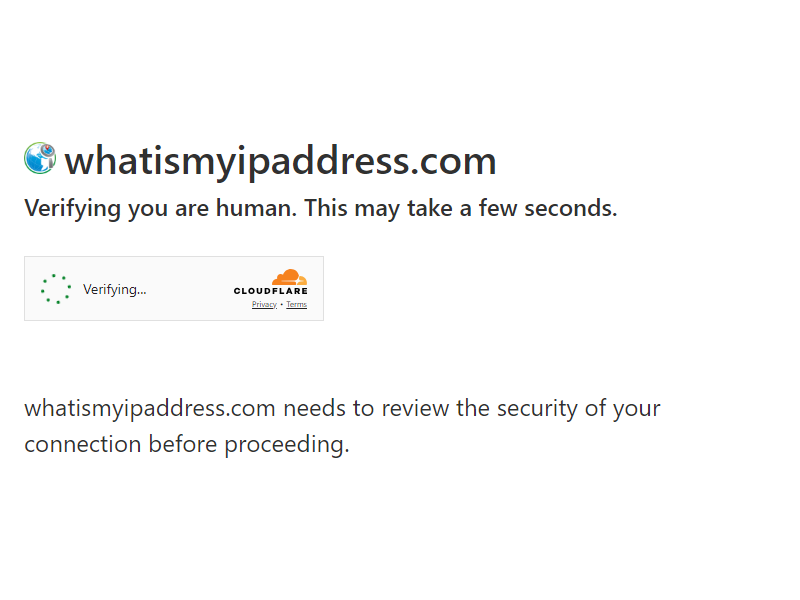 whatismyipaddress.com
Verifying you are human. This may take a few seconds.
Verifying...
CLOUDFLARE
Privacy • Terms
whatismyipaddress.com needs to review the security of your
connection before proceeding.